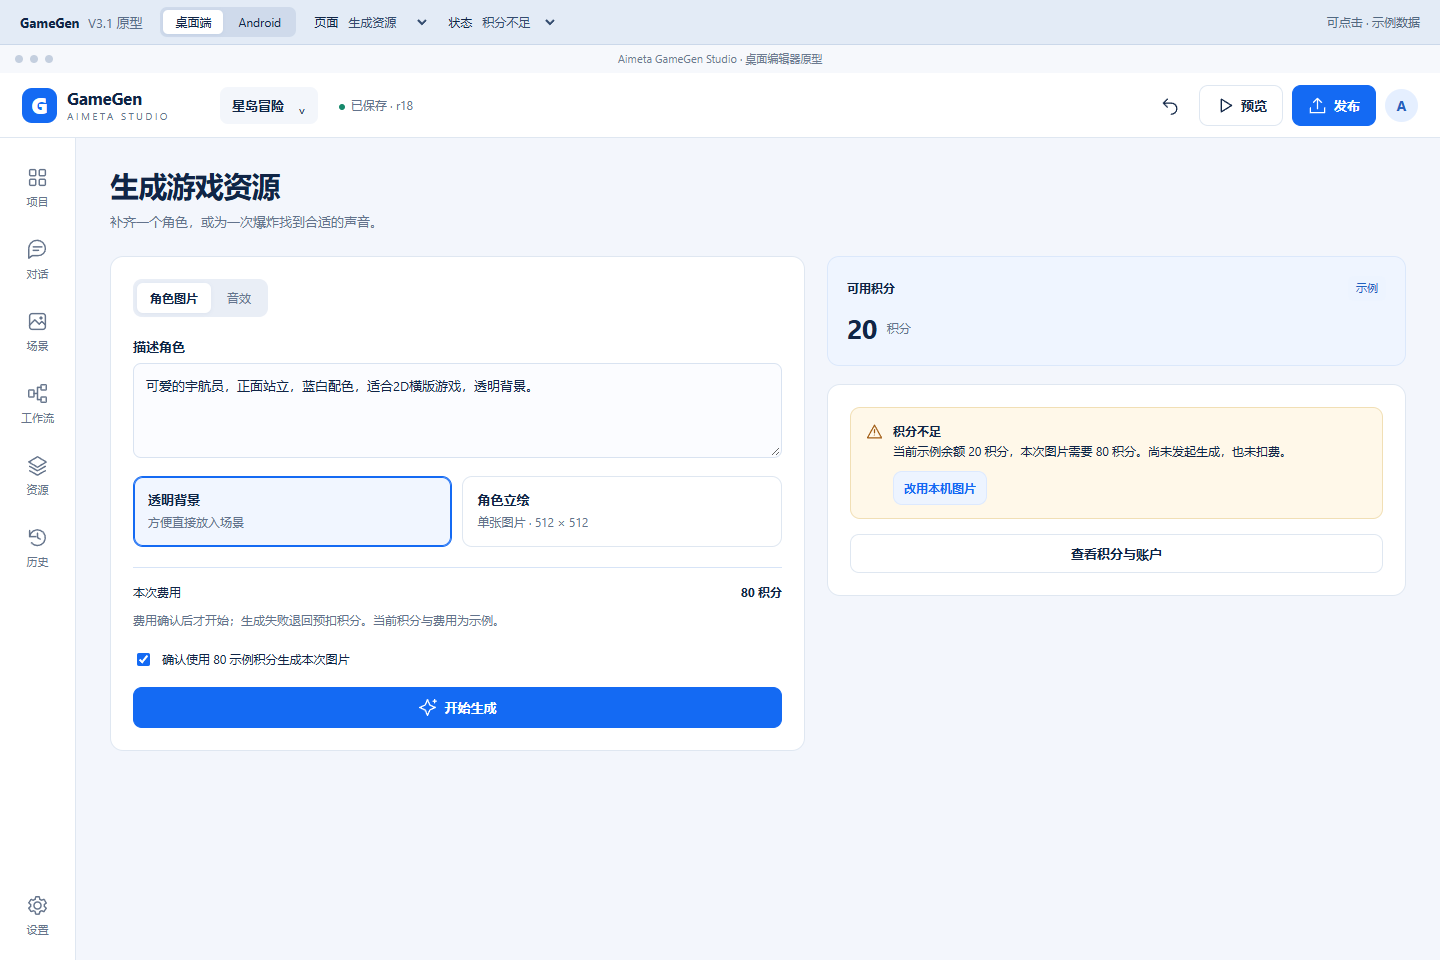 GameGen V3.1 原型 桌面端 Android 页面 生成资源 状态 积分不足 可点击 · 示例数据
Aimeta GameGen Studio · 桌面编辑器原型
G GameGen
AIMETA STUDIO
星岛冒险 已保存 · r18 预览 发布 A
项目
对话
场景
工作流
资源
历史
设置
生成游戏资源
补齐一个角色，或为一次爆炸找到合适的声音。
角色图片 音效
描述角色
可爱的宇航员，正面站立，蓝白配色，适合2D横版游戏，透明背景。
透明背景
方便直接放入场景
角色立绘
单张图片 · 512 × 512
本次费用 80 积分
费用确认后才开始；生成失败退回预扣积分。当前积分与费用为示例。
确认使用 80 示例积分生成本次图片
开始生成
可用积分 示例
20 积分
积分不足
当前示例余额 20 积分，本次图片需要 80 积分。尚未发起生成，也未扣费。
改用本机图片
查看积分与账户